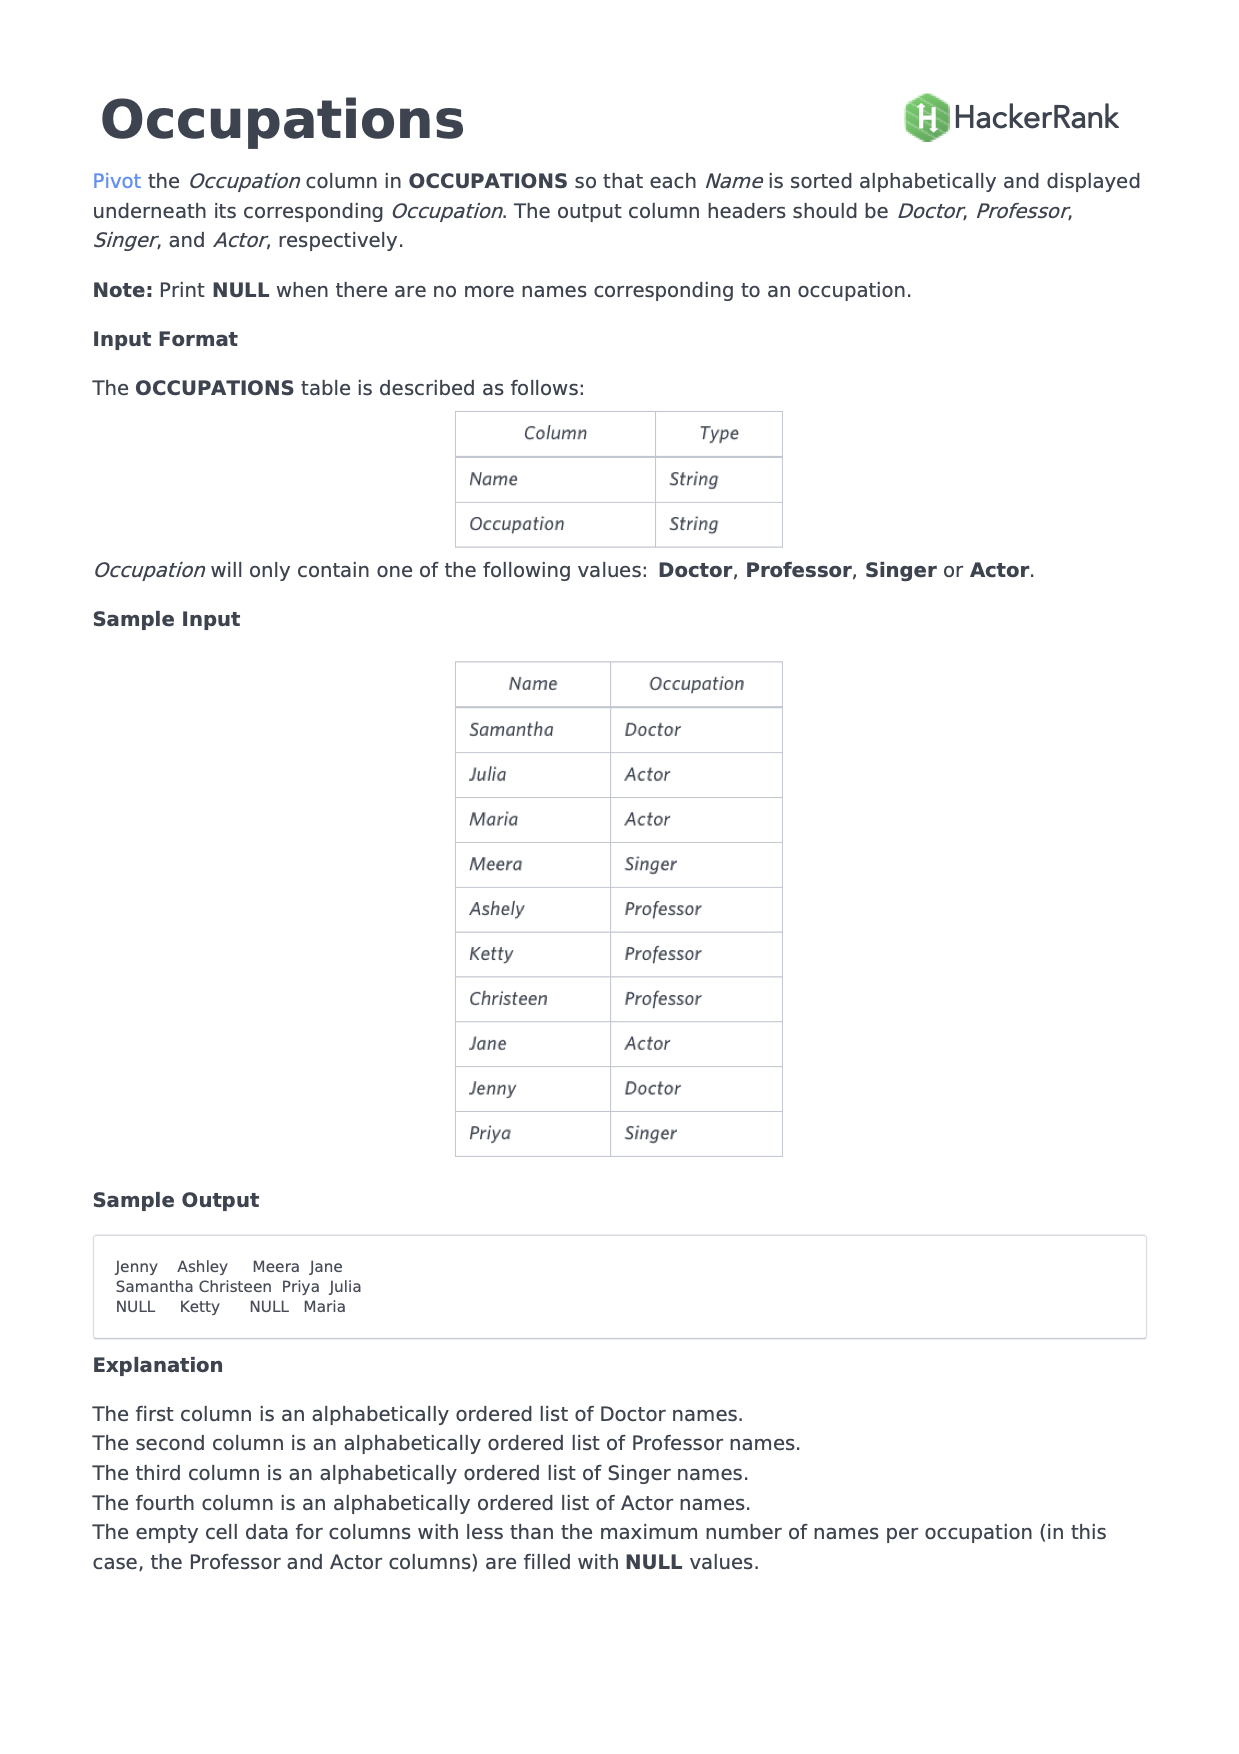 Occupations
HackerRank
Pivot the Occupation column in OCCUPATIONS so that each Name is sorted alphabetically and displayed
underneath its corresponding Occupation. The output column headers should be Doctor, Professor,
Singer, and Actor, respectively.
Note: Print NULL when there are no more names corresponding to an occupation.
Input Format
The OCCUPATIONS table is described as follows:
Column Type
Name String
Occupation String
Occupation will only contain one of the following values: Doctor, Professor, Singer or Actor.
Sample Input
Name Occupation
Samantha Doctor
Julia Actor
Maria Actor
Meera Singer
Ashely Professor
Ketty Professor
Christeen Professor
Jane Actor
Jenny Doctor
Priya Singer
Sample Output
Jenny Ashley Meera Jane
Samantha Christeen Priya Julia
NULL Ketty NULL Maria
Explanation
The first column is an alphabetically ordered list of Doctor names.
The second column is an alphabetically ordered list of Professor names.
The third column is an alphabetically ordered list of Singer names.
The fourth column is an alphabetically ordered list of Actor names.
The empty cell data for columns with less than the maximum number of names per occupation (in this
case, the Professor and Actor columns) are filled with NULL values.